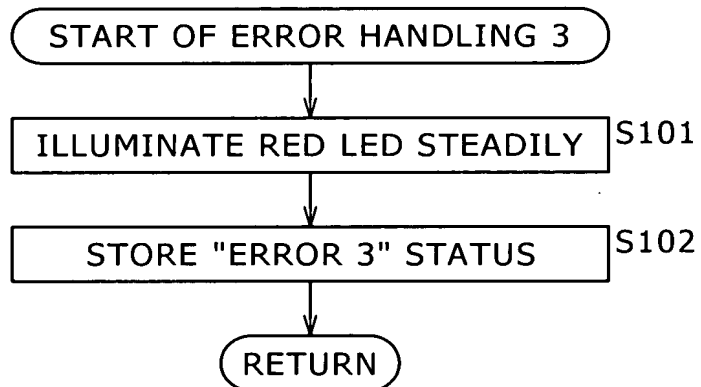 START OF ERROR HANDLING 3
ILLUMINATE RED LED STEADILY S101
STORE "ERROR 3" STATUS S102
RETURN